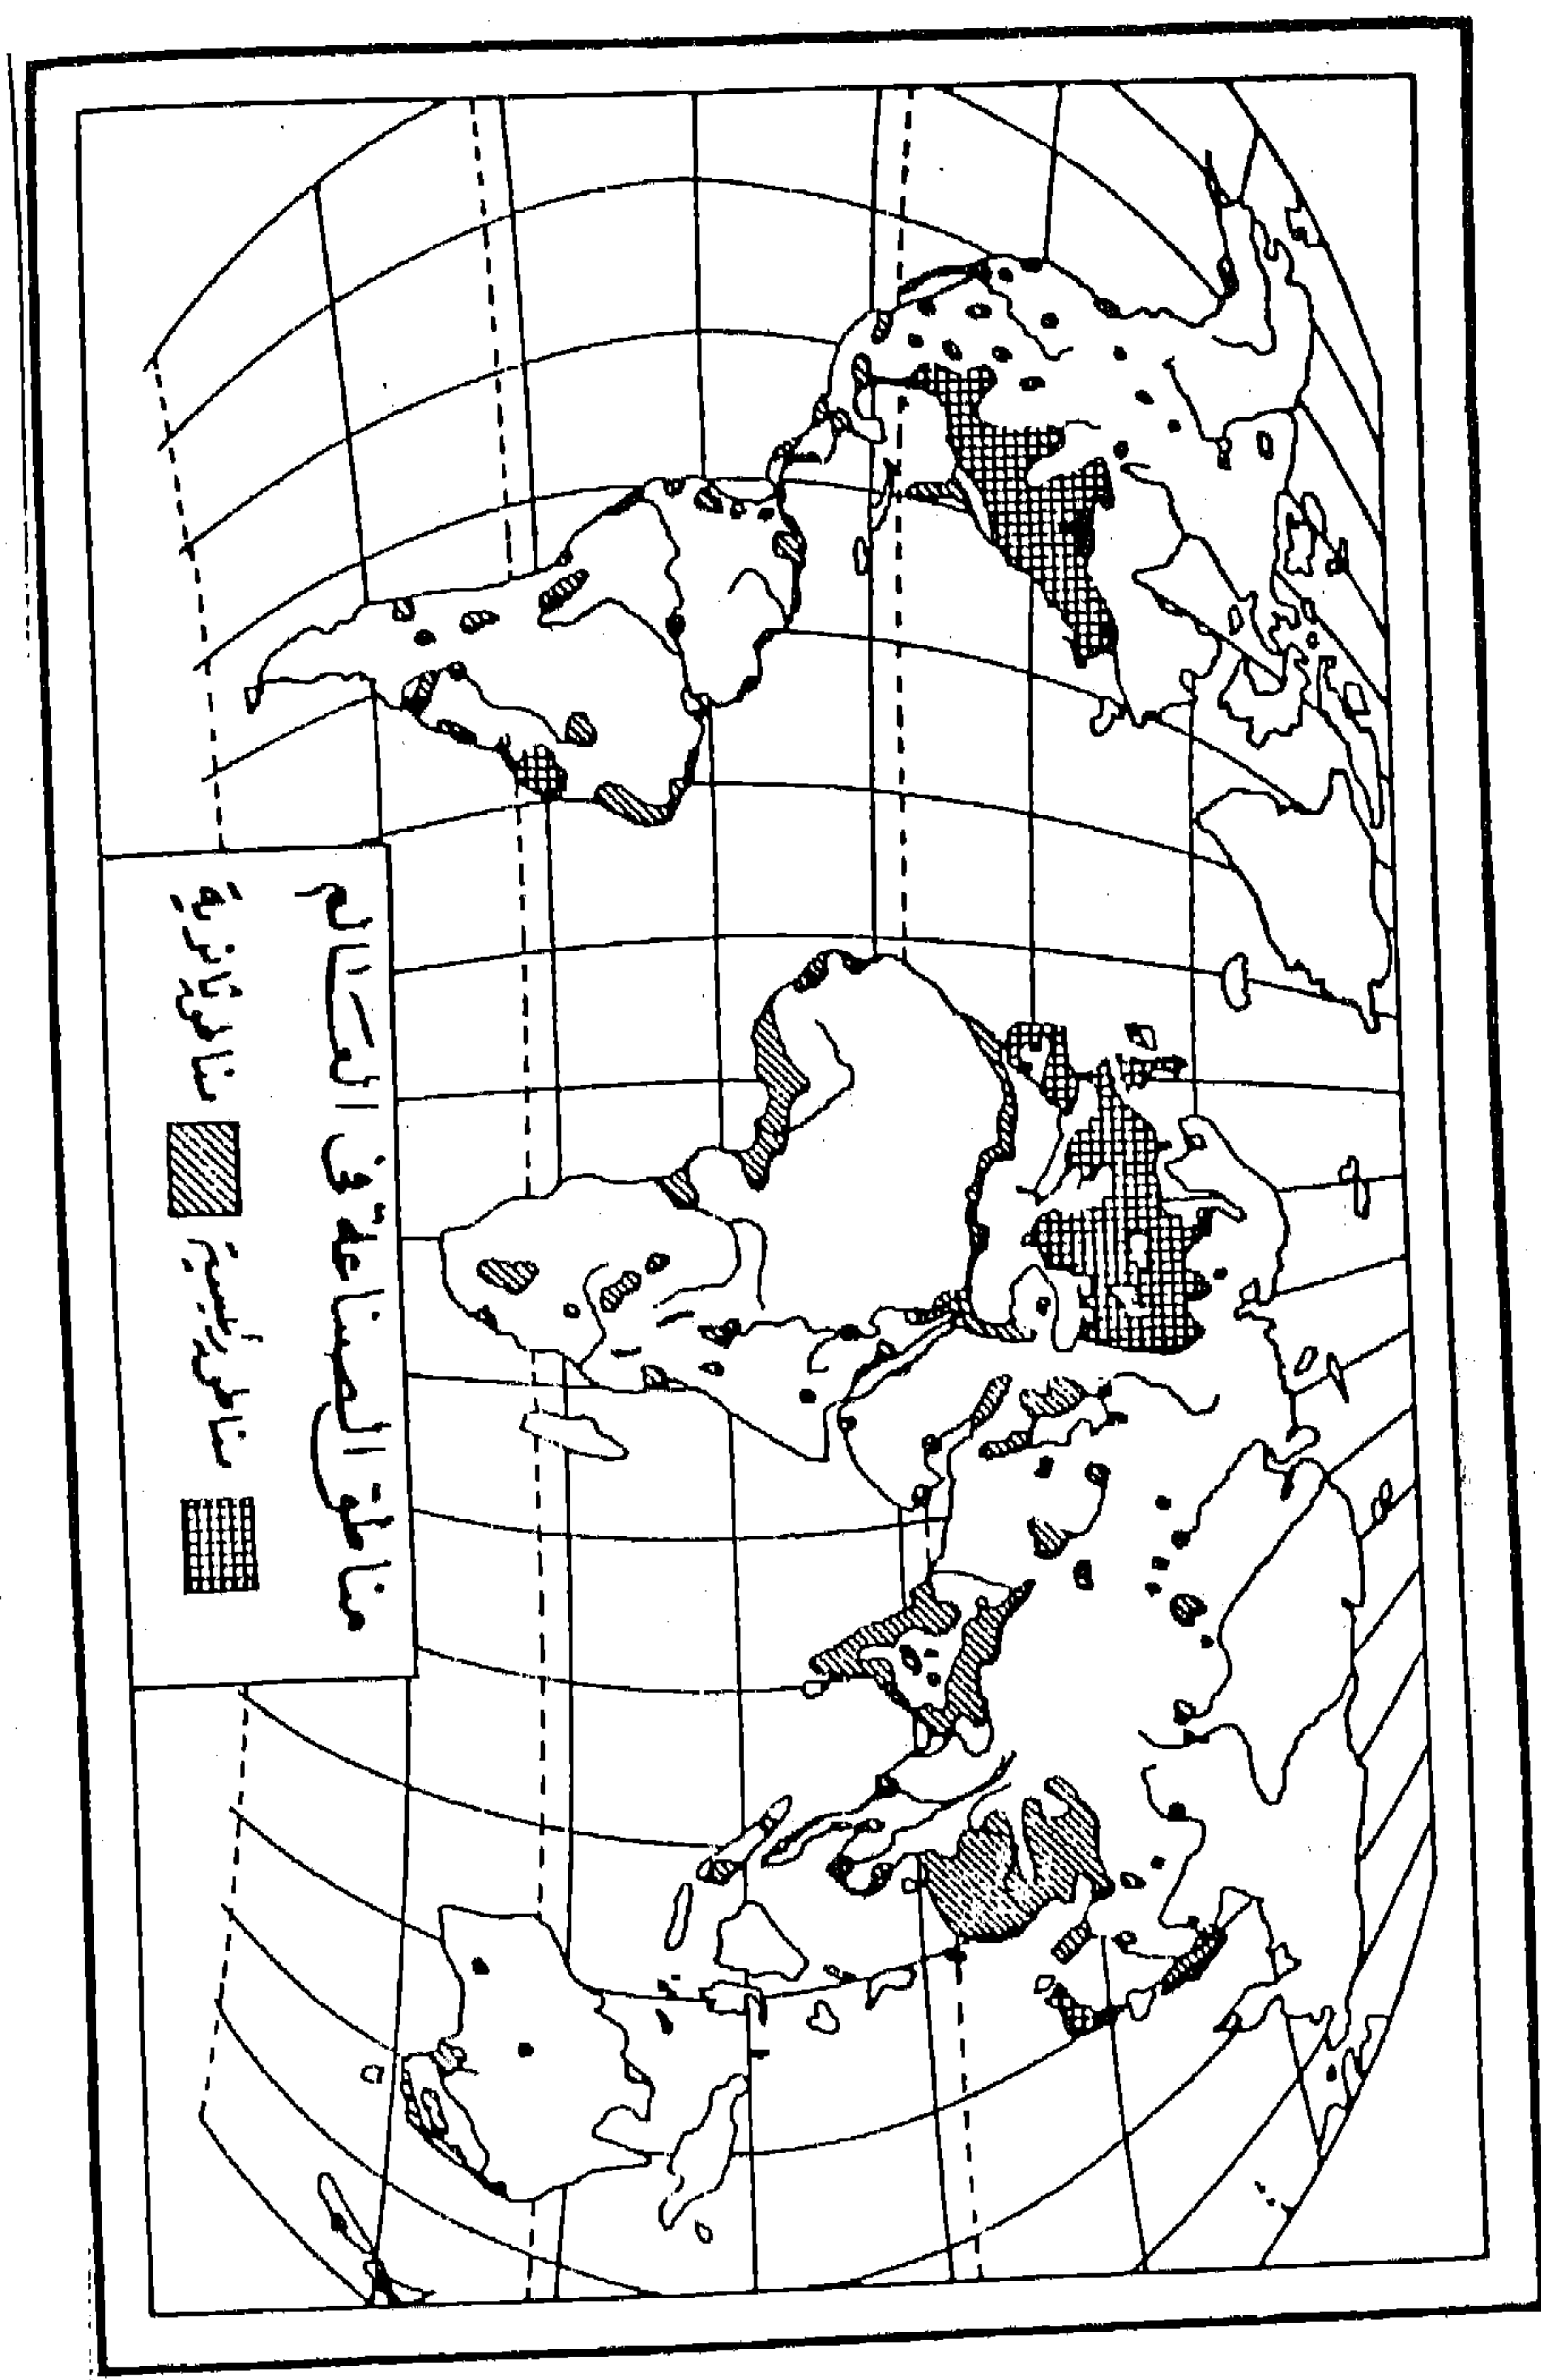 مناطق الصناعة في العالم
مناطق رئيسية
مناطق ثانوية